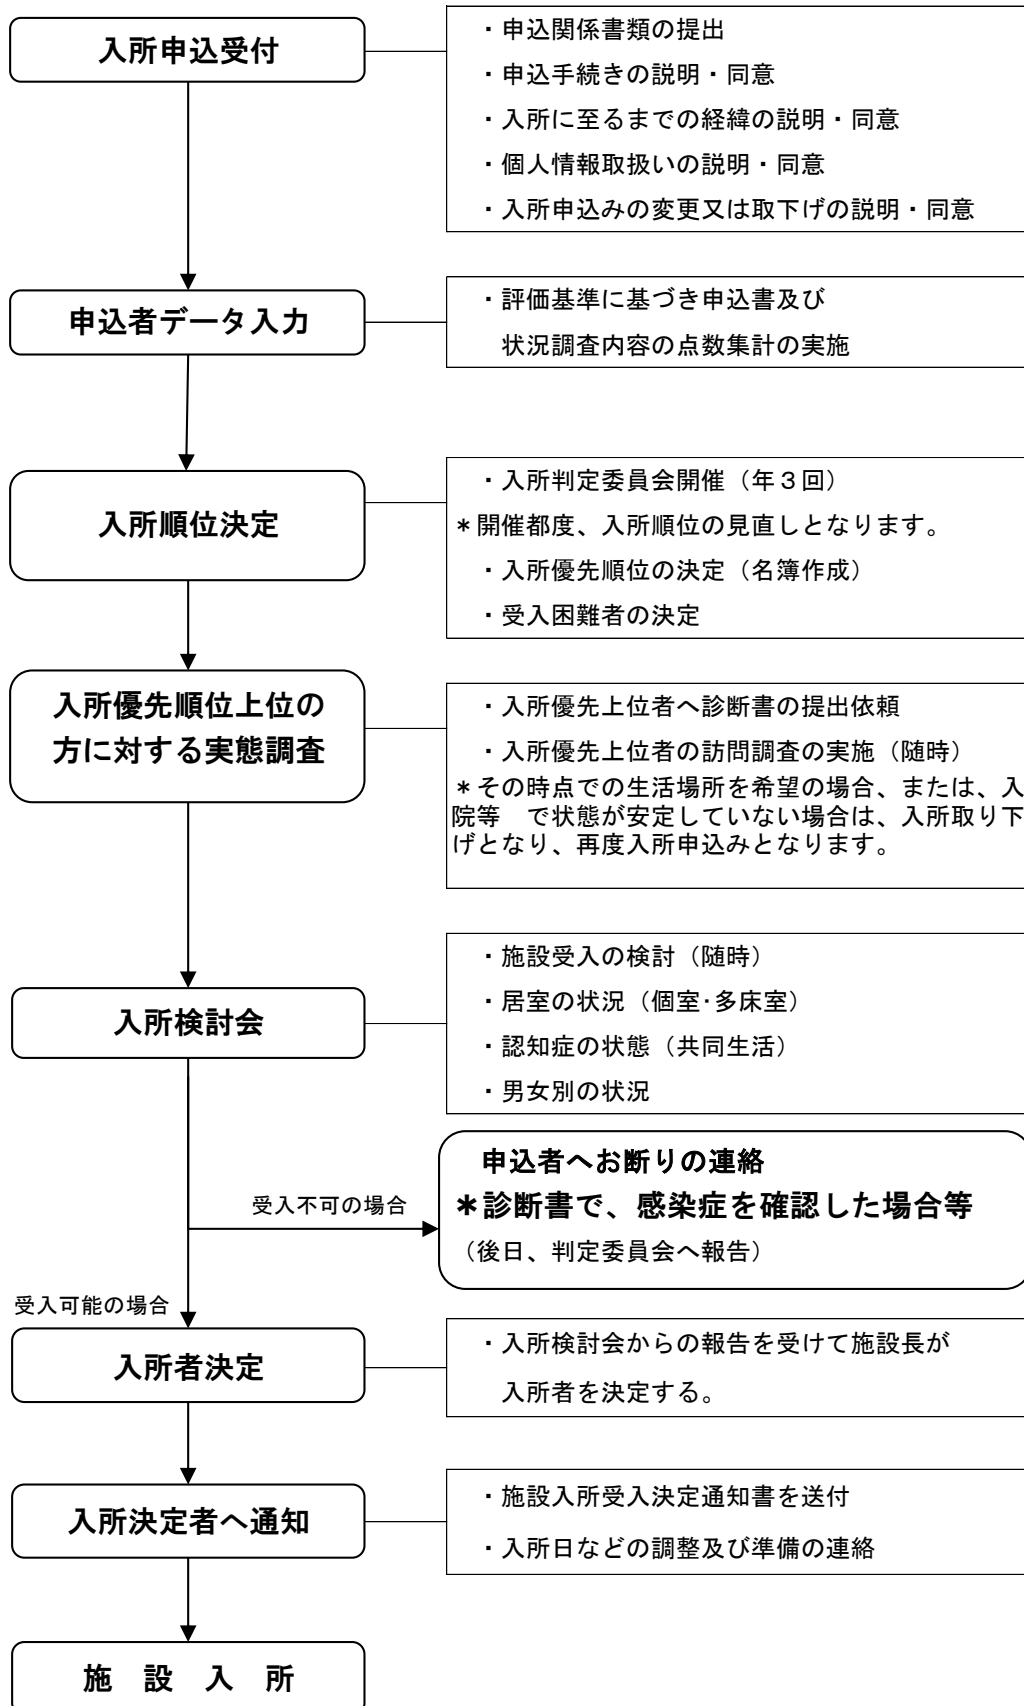 入所申込受付
・申込関係書類の提出
・申込手続きの説明・同意
・入所に至るまでの経緯の説明・同意
・個人情報取扱いの説明・同意
・入所申込みの変更又は取下げの説明・同意
申込者データ入力
・評価基準に基づき申込書及び
状況調査内容の点数集計の実施
入所順位決定
・入所判定委員会開催（年３回）
＊開催都度、入所順位の見直しとなります。
・入所優先順位の決定（名簿作成）
・受入困難者の決定
入所優先順位上位の
方に対する実態調査
・入所優先上位者へ診断書の提出依頼
・入所優先上位者の訪問調査の実施（随時）
＊その時点での生活場所を希望の場合、または、入
院等　で状態が安定していない場合は、入所取り下
げとなり、再度入所申込みとなります。
入所検討会
・施設受入の検討（随時）
・居室の状況（個室･多床室）
・認知症の状態（共同生活）
・男女別の状況
受入不可の場合
申込者へお断りの連絡
＊診断書で、感染症を確認した場合等
（後日、判定委員会へ報告）
受入可能の場合
入所者決定
・入所検討会からの報告を受けて施設長が
入所者を決定する。
入所決定者へ通知
・施設入所受入決定通知書を送付
・入所日などの調整及び準備の連絡
施　設　入　所